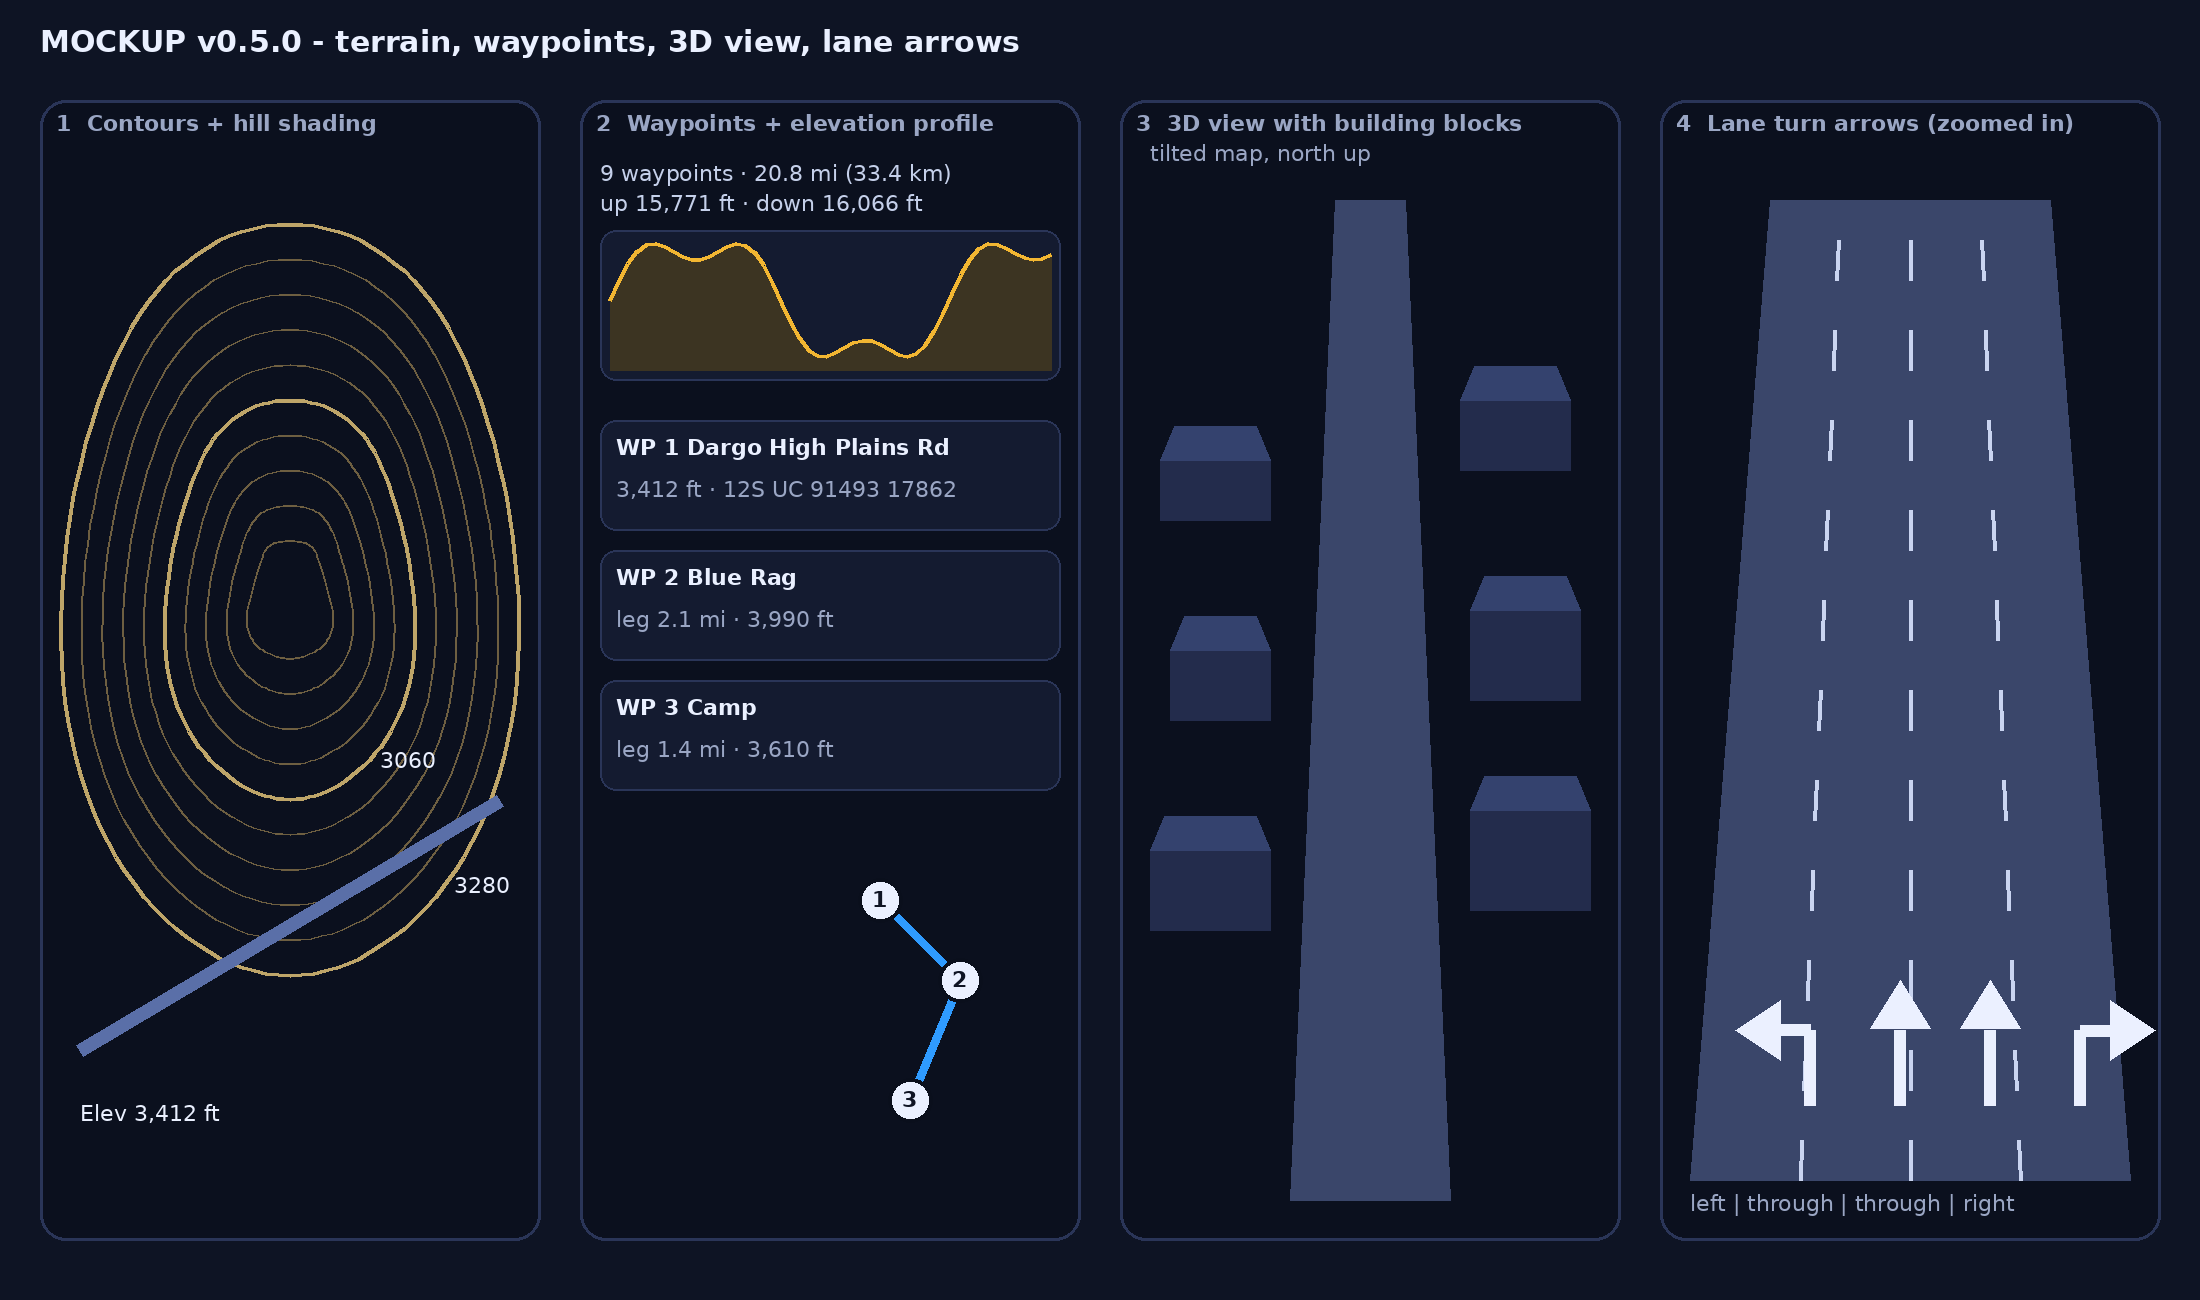 MOCKUP v0.5.0 - terrain, waypoints, 3D view, lane arrows
1 Contours + hill shading
3060
3280
Elev 3,412 ft
2 Waypoints + elevation profile
9 waypoints · 20.8 mi (33.4 km)
up 15,771 ft · down 16,066 ft
WP 1 Dargo High Plains Rd
3,412 ft · 12S UC 91493 17862
WP 2 Blue Rag
leg 2.1 mi · 3,990 ft
WP 3 Camp
leg 1.4 mi · 3,610 ft
1
2
3
3 3D view with building blocks
tilted map, north up
4 Lane turn arrows (zoomed in)
left | through | through | right